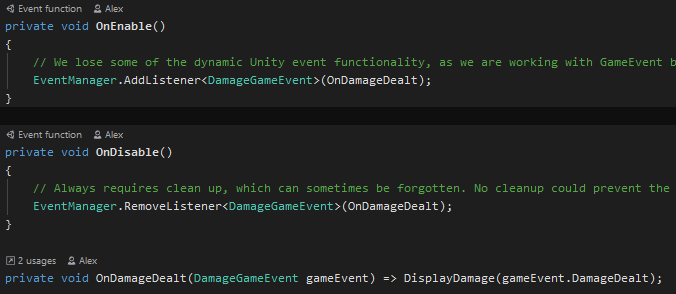 Event function Alex
private void OnEnable()
{
// We lose some of the dynamic Unity event functionality, as we are working with GameEvent b
EventManager.AddListener<DamageGameEvent>(OnDamageDealt);
}
Event function Alex
private void OnDisable()
{
// Always requires clean up, which can sometimes be forgotten. No cleanup could prevent the
EventManager.RemoveListener<DamageGameEvent>(OnDamageDealt);
}
2 usages Alex
private void OnDamageDealt(DamageGameEvent gameEvent) => DisplayDamage(gameEvent.DamageDealt);